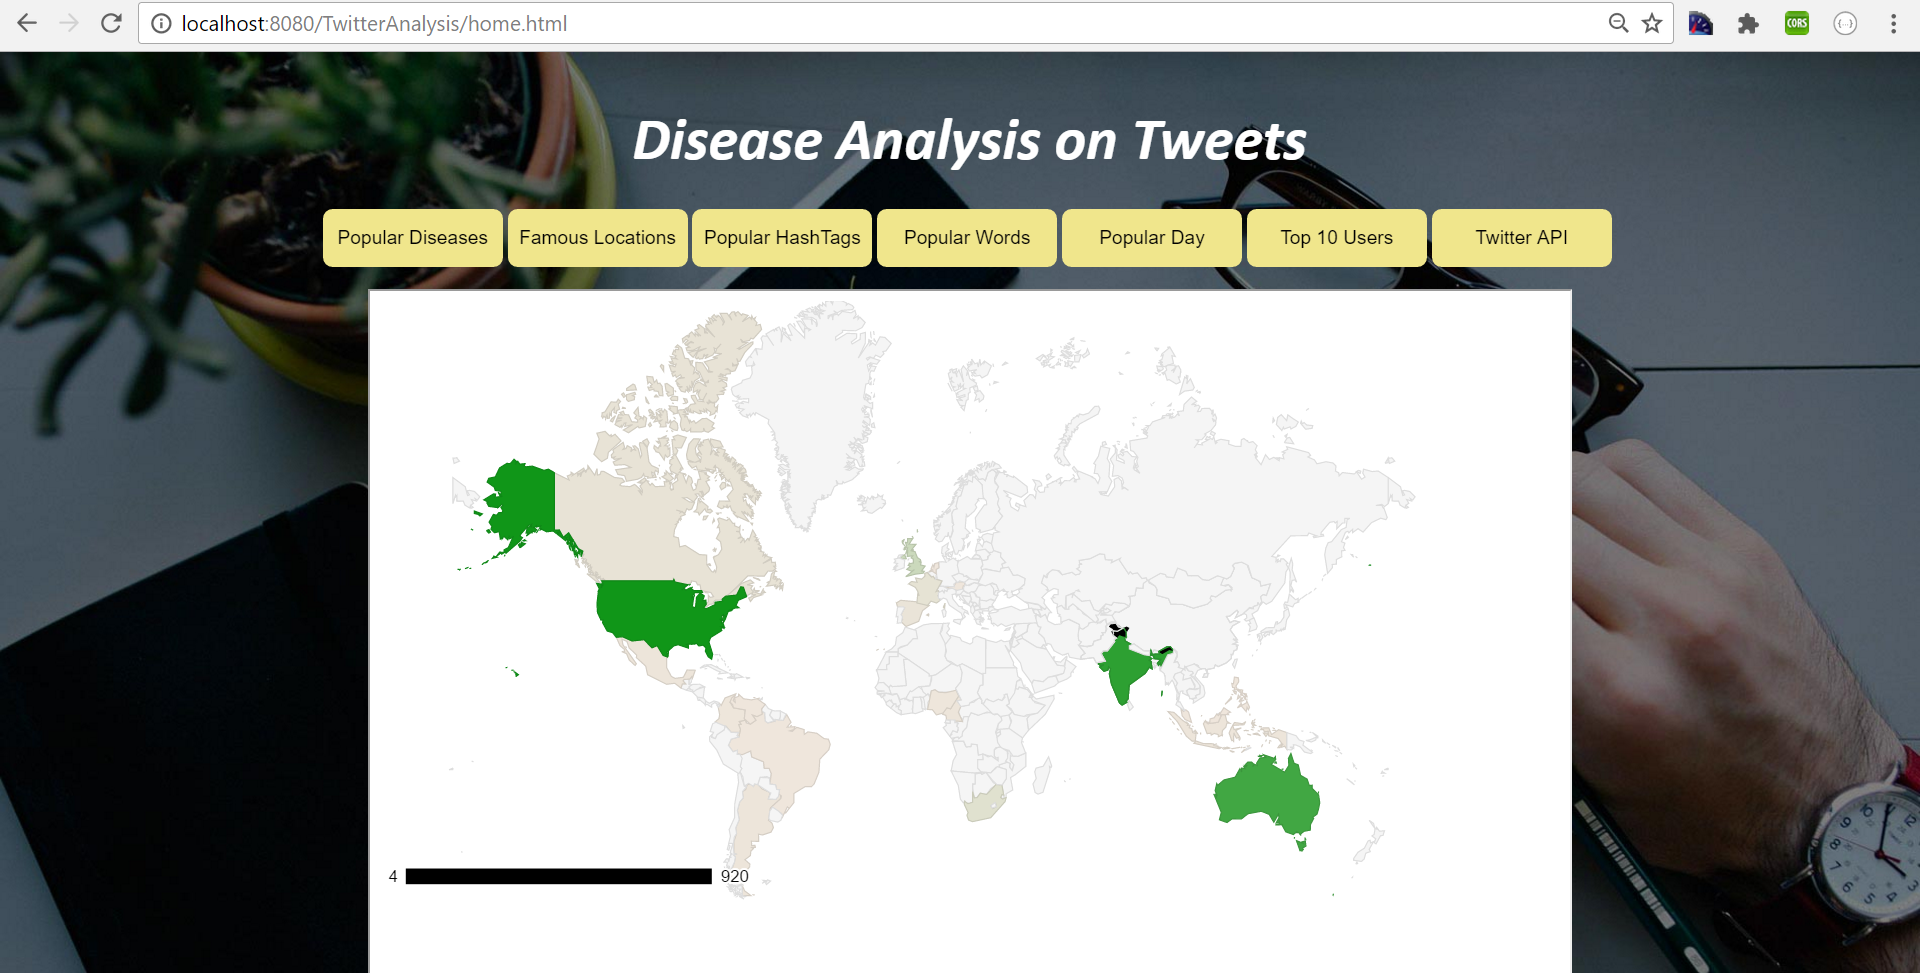 localhost:8080/TwitterAnalysis/home.html
CORS
{...}
Disease Analysis on Tweets
Popular Diseases
Famous Locations
Popular HashTags
Popular Words
Popular Day
Top 10 Users
Twitter API
4
920